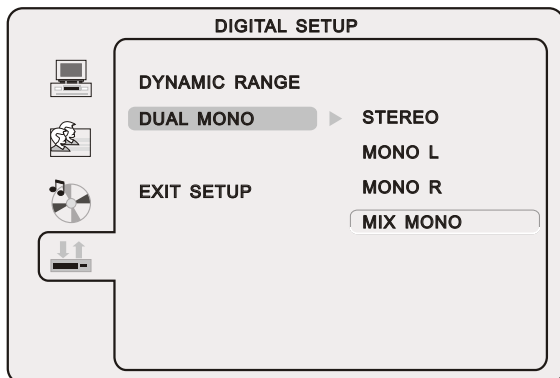 DIGITAL SETUP
DYNAMIC RANGE
DUAL MONO
STEREO
MONO L
EXIT SETUP
MONO R
MIX MONO